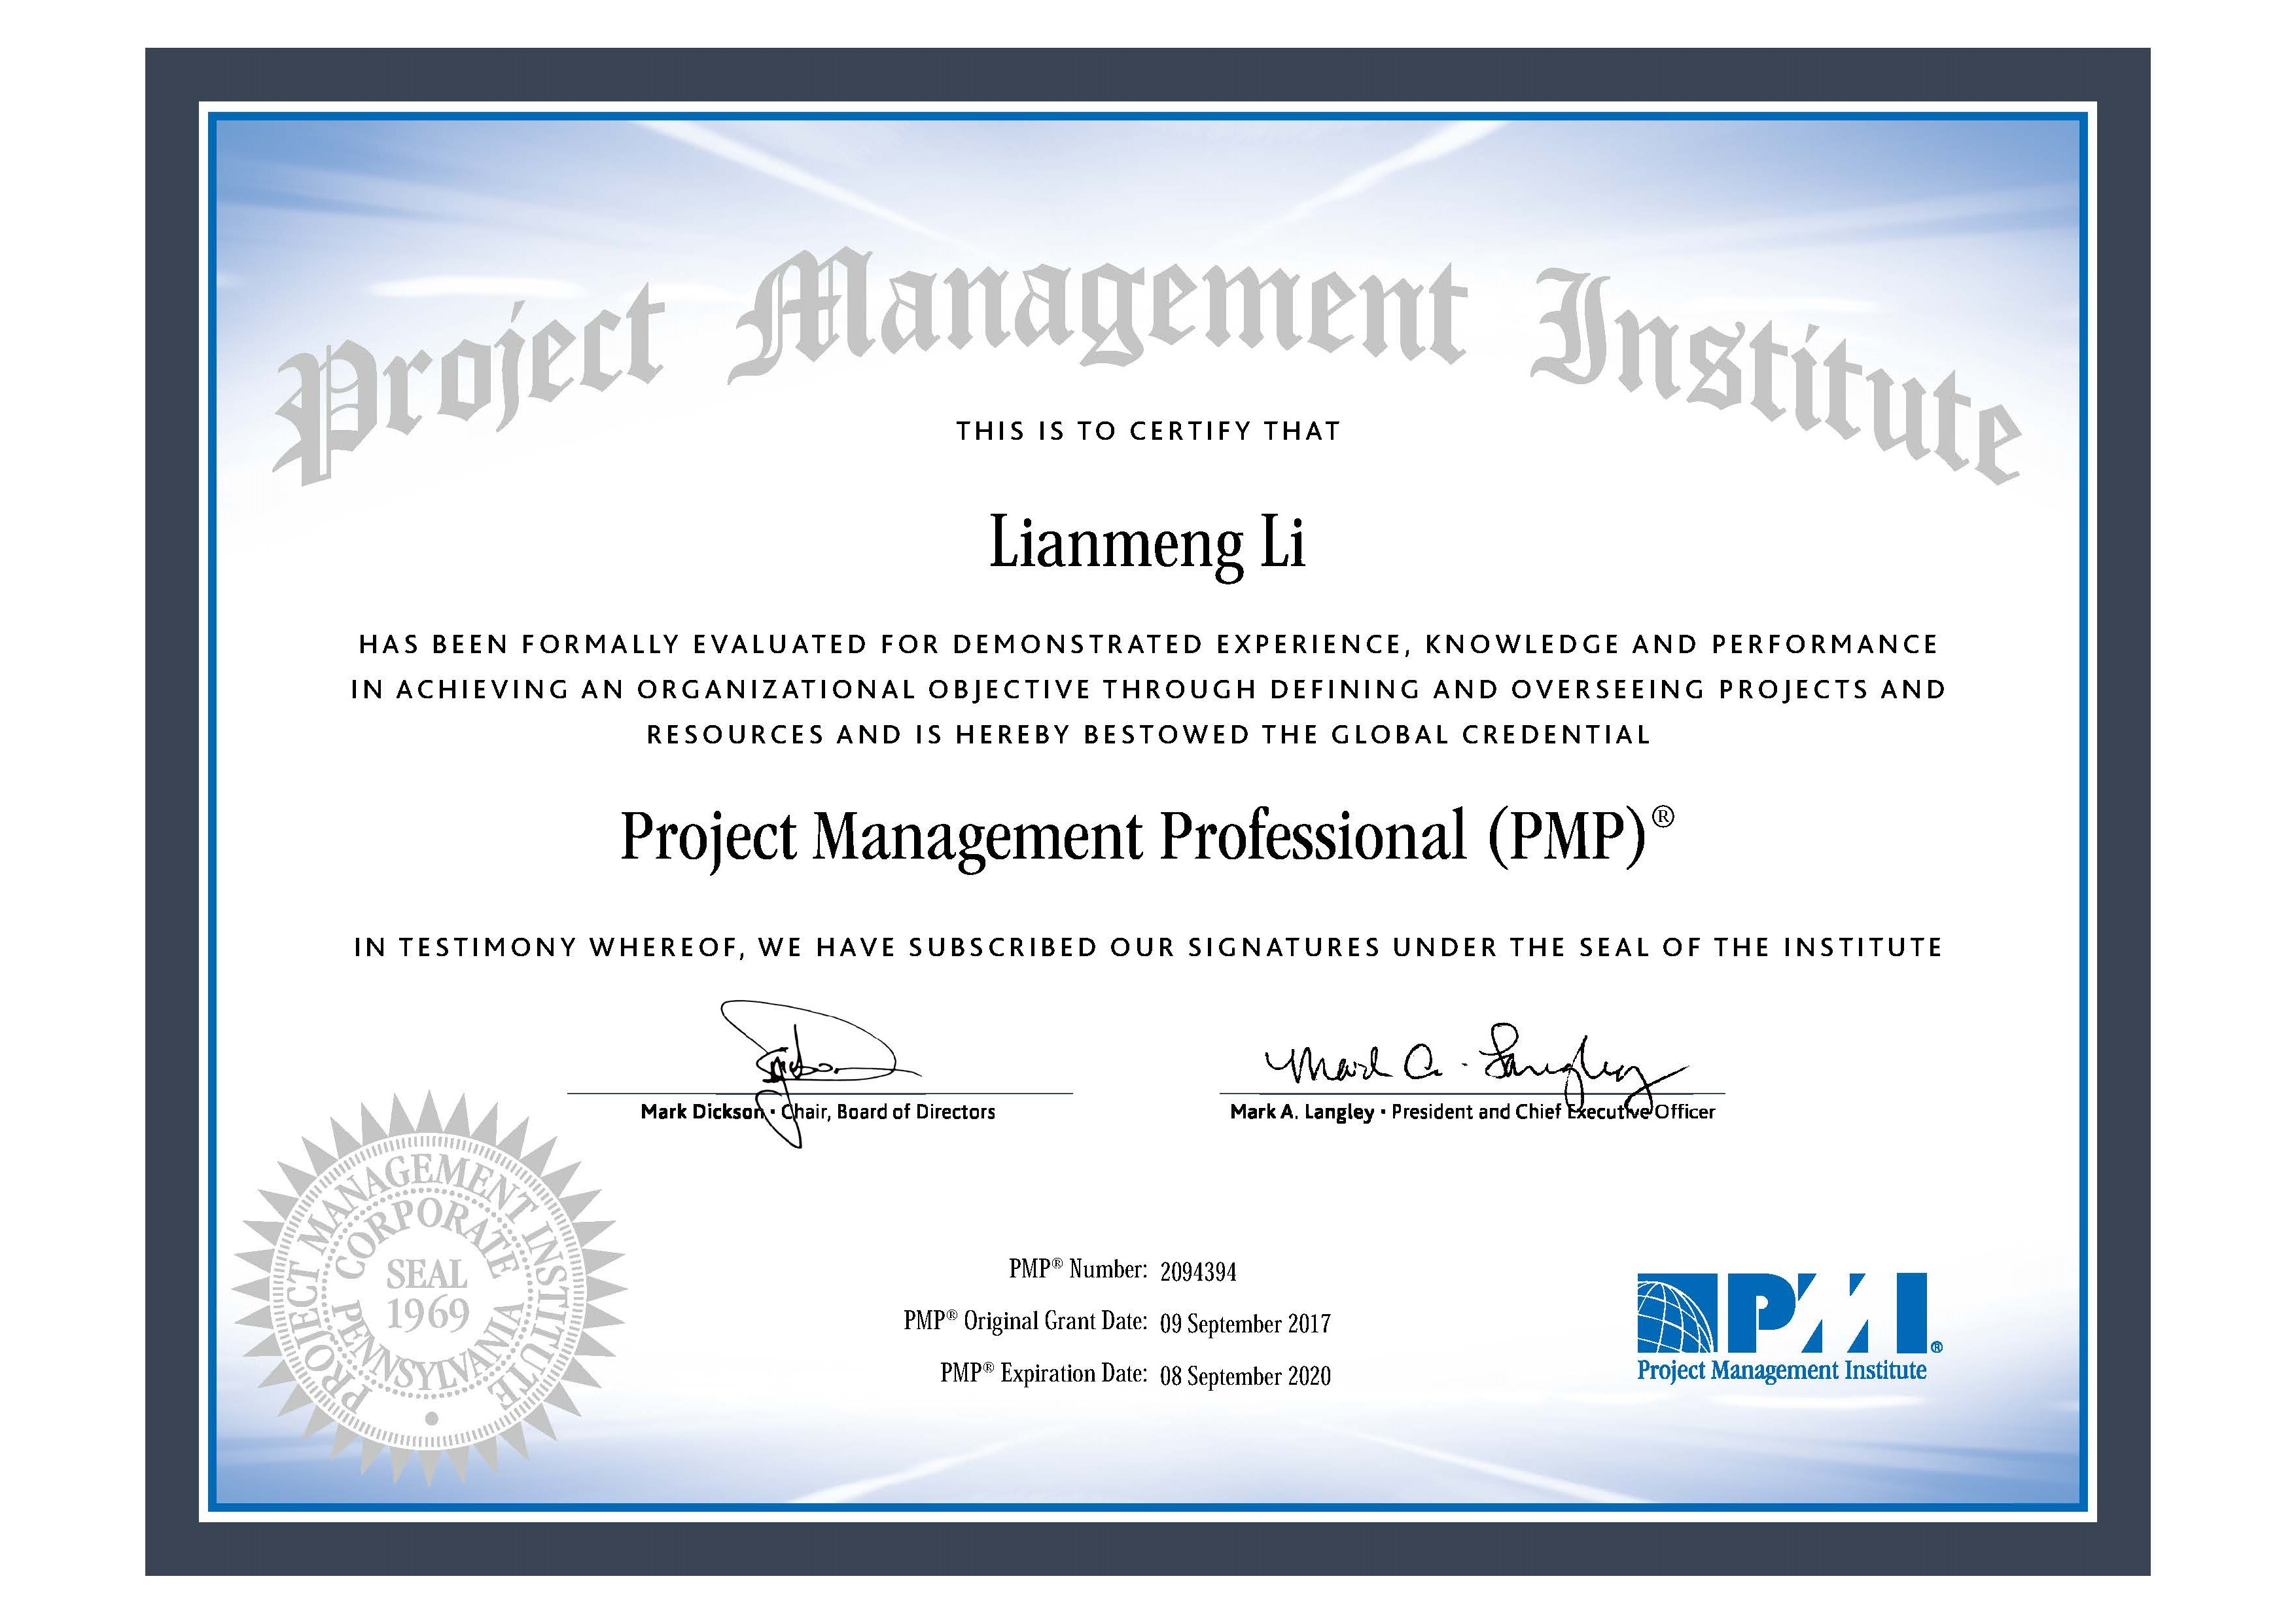 Project Management Institute
THIS IS TO CERTIFY THAT
Lianmeng Li
HAS BEEN FORMALLY EVALUATED FOR DEMONSTRATED EXPERIENCE, KNOWLEDGE AND PERFORMANCE
IN ACHIEVING AN ORGANIZATIONAL OBJECTIVE THROUGH DEFINING AND OVERSEEING PROJECTS AND
RESOURCES AND IS HEREBY BESTOWED THE GLOBAL CREDENTIAL
Project Management Professional (PMP)®
IN TESTIMONY WHEREOF, WE HAVE SUBSCRIBED OUR SIGNATURES UNDER THE SEAL OF THE INSTITUTE
Mark A. Langley
Mark Dickson • Chair, Board of Directors
Mark A. Langley • President and Chief Executive Officer
PROJECT MANAGEMENT INSTITUTE
CORPORATE
SEAL
1969
PENNSYLVANIA
PMP® Number: 2094394
PMP® Original Grant Date: 09 September 2017
PMP® Expiration Date: 08 September 2020
PMI®
Project Management Institute